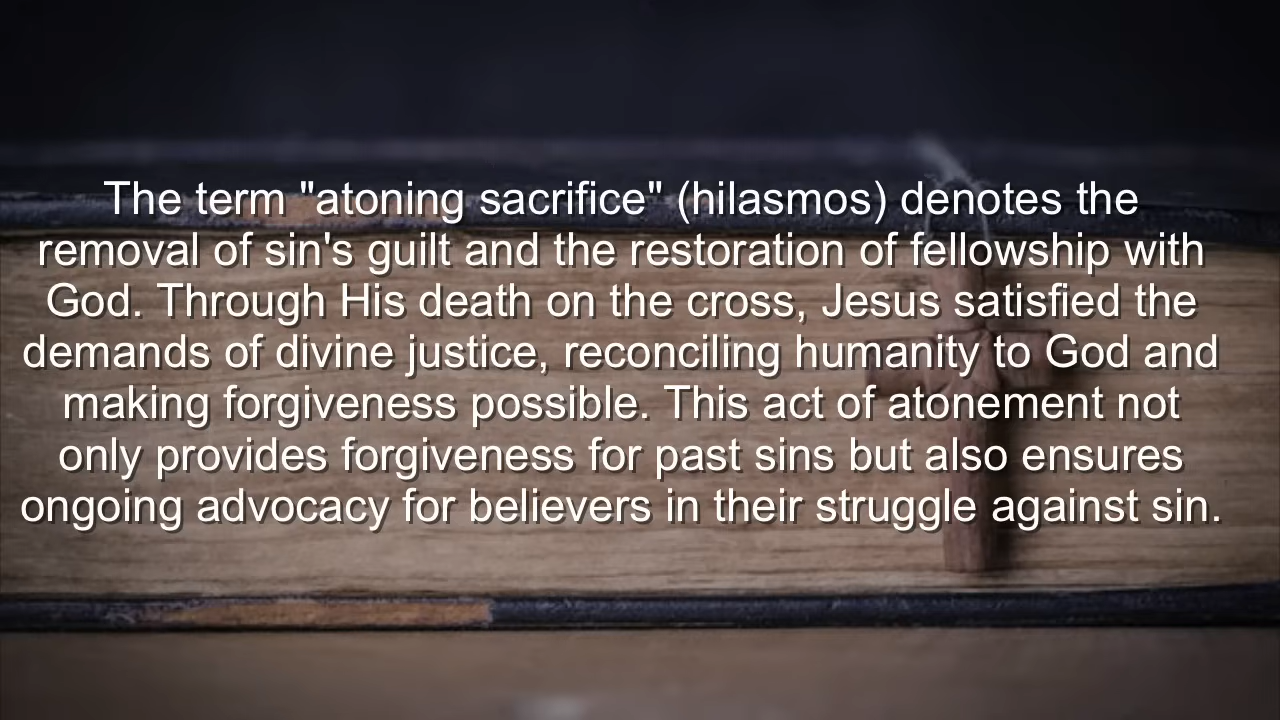 The term "atoning sacrifice" (hilasmos) denotes the
removal of sin's guilt and the restoration of fellowship with
God. Through His death on the cross, Jesus satisfied the
demands of divine justice, reconciling humanity to God and
making forgiveness possible. This act of atonement not
only provides forgiveness for past sins but also ensures
ongoing advocacy for believers in their struggle against sin.